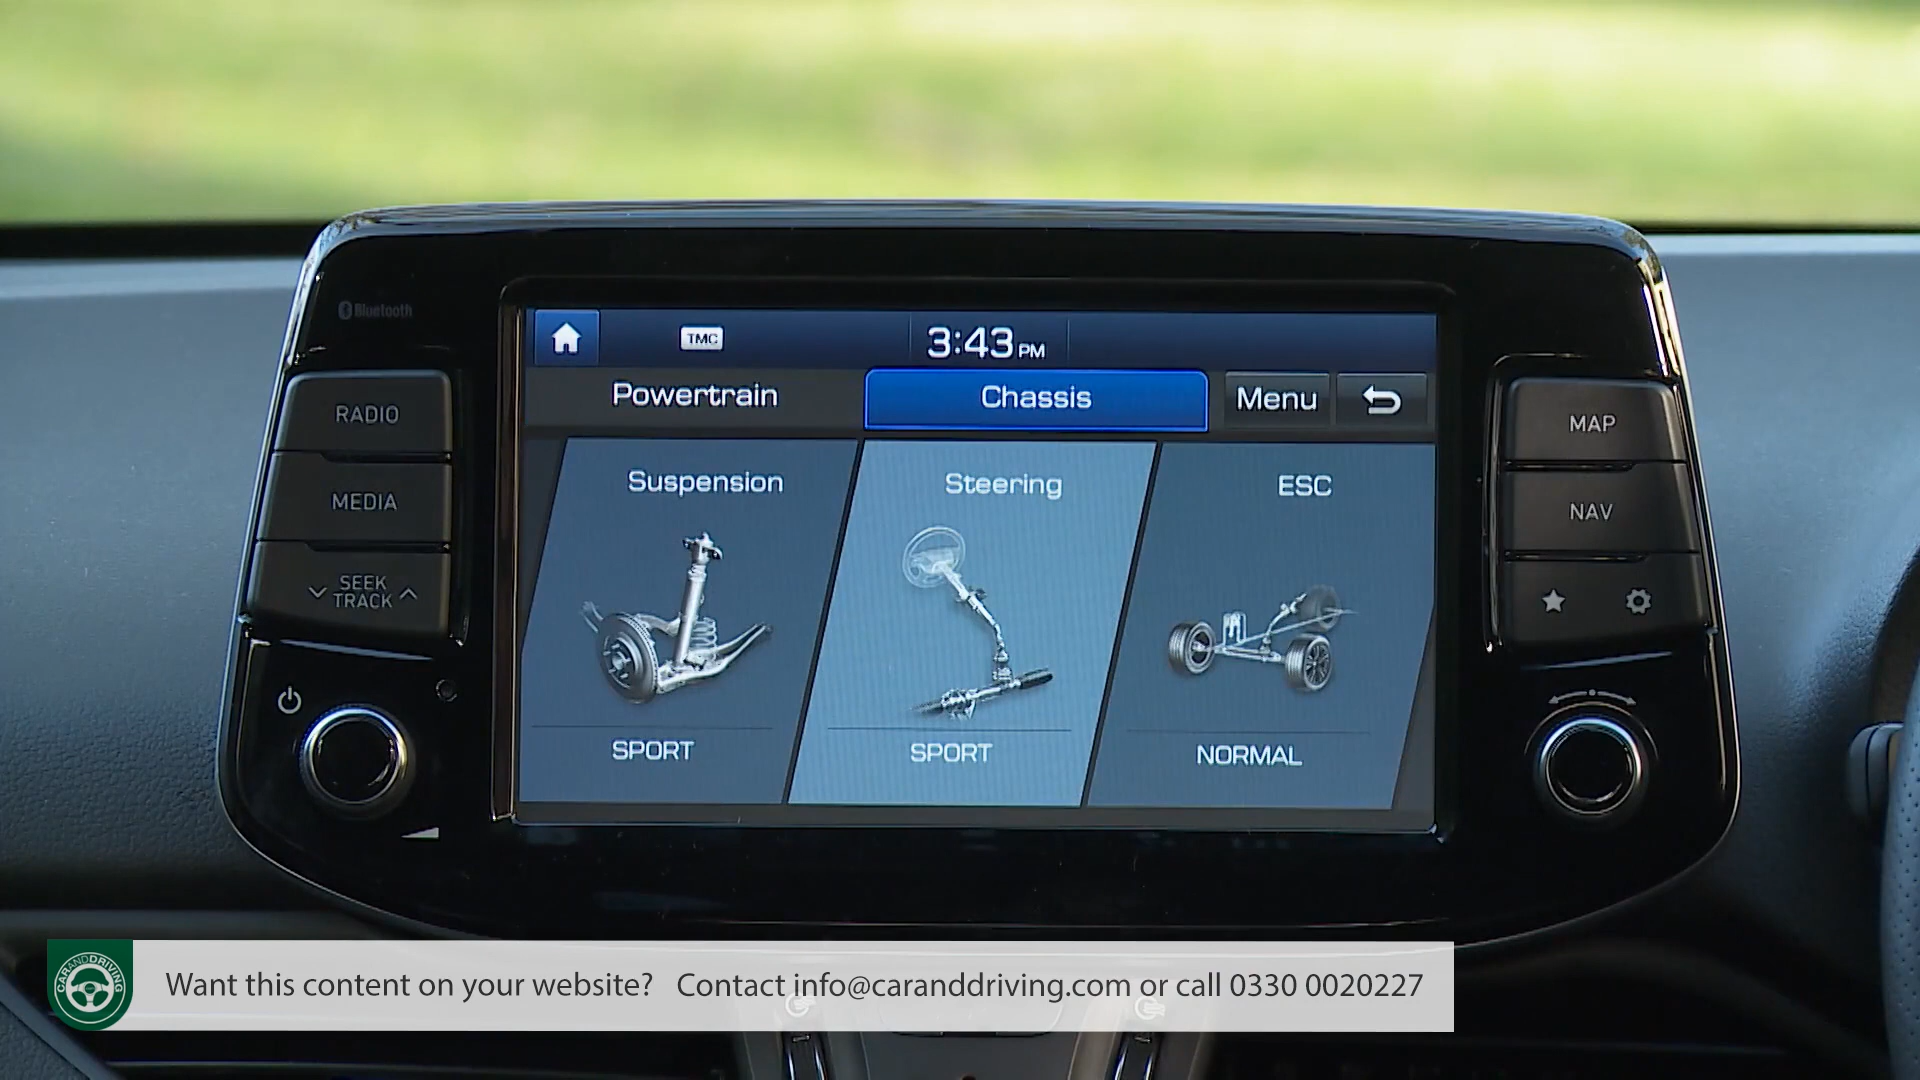 Bluetooth
TMC
3:43 PM
Powertrain
Chassis
Menu
RADIO
MEDIA
SEEK
TRACK
Suspension
Steering
ESC
SPORT
SPORT
NORMAL
MAP
NAV
CARANDDRIVING
Want this content on your website? Contact info@caranddriving.com or call 0330 0020227